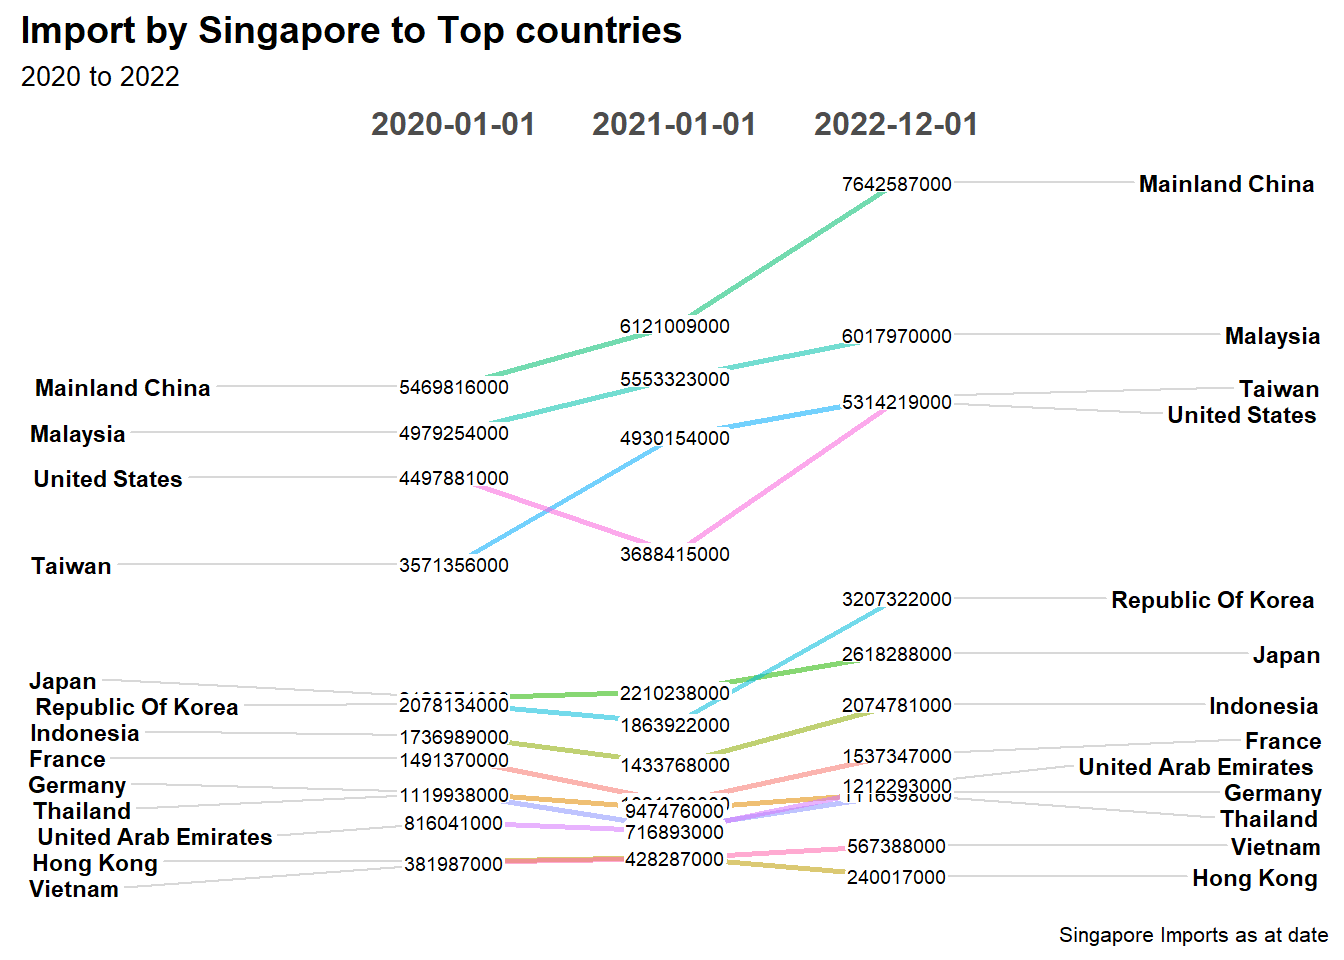 Import by Singapore to Top countries
2020 to 2022
2020-01-01 2021-01-01 2022-12-01
7642587000 Mainland China
6121009000
6017970000 Malaysia
5553323000
Mainland China 5469816000
Taiwan
5314219000
United States
Malaysia 4979254000
4930154000
United States 4497881000
3688415000
Taiwan 3571356000
3207322000 Republic Of Korea
2618288000 Japan
Japan
2210238000
Republic Of Korea 2078134000
2074781000 Indonesia
1863922000
Indonesia 1736989000
France
1537347000
France 1491370000
1433768000
United Arab Emirates
Germany
1212293000
Germany
1119938000
Thailand
947476000
Thailand
United Arab Emirates 816041000
716893000
567388000 Vietnam
Hong Kong 381987000
428287000
240017000 Hong Kong
Vietnam
Singapore Imports as at date